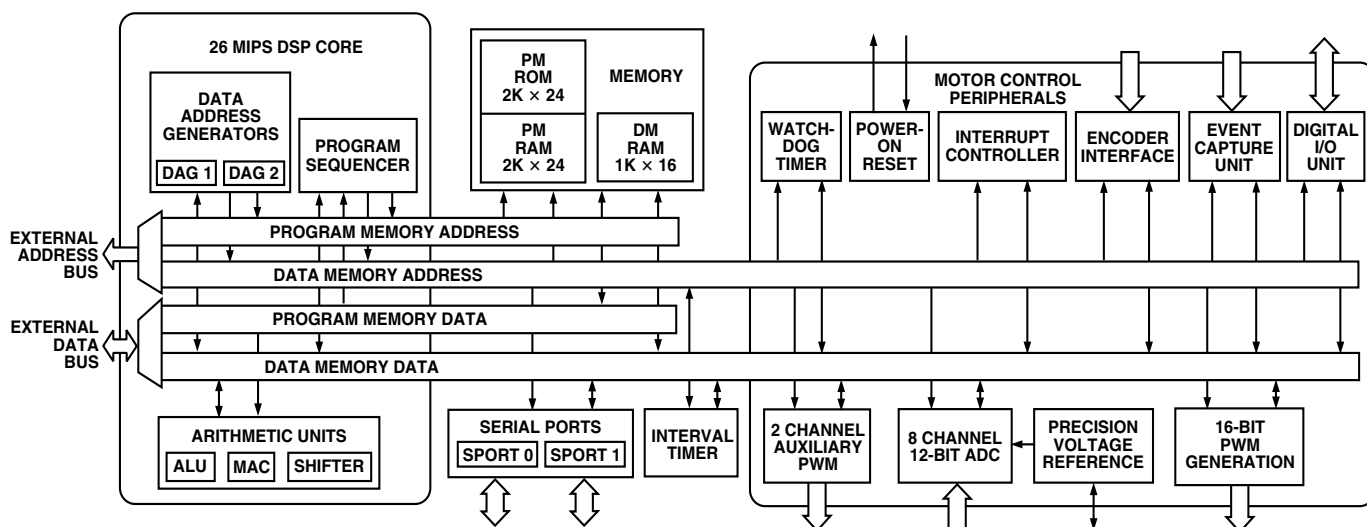 26 MIPS DSP CORE
DATA
ADDRESS
GENERATORS
DAG 1
DAG 2
PROGRAM
SEQUENCER
PM
ROM
2K × 24
MEMORY
PM
RAM
2K × 24
DM
RAM
1K × 16
MOTOR CONTROL
PERIPHERALS
WATCH-
DOG
TIMER
POWER-
ON
RESET
INTERRUPT
CONTROLLER
ENCODER
INTERFACE
EVENT
CAPTURE
UNIT
DIGITAL
I/O
UNIT
EXTERNAL
ADDRESS
BUS
PROGRAM MEMORY ADDRESS
DATA MEMORY ADDRESS
EXTERNAL
DATA
BUS
PROGRAM MEMORY DATA
DATA MEMORY DATA
ARITHMETIC UNITS
ALU
MAC
SHIFTER
SERIAL PORTS
SPORT 0
SPORT 1
INTERVAL
TIMER
2 CHANNEL
AUXILIARY
PWM
8 CHANNEL
12-BIT ADC
PRECISION
VOLTAGE
REFERENCE
16-BIT
PWM
GENERATION